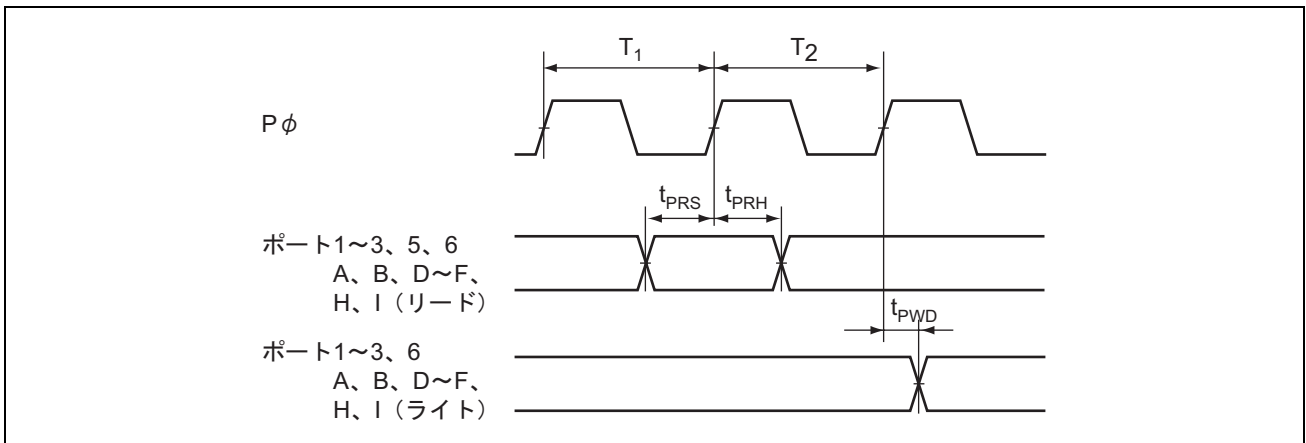 T1
T2
Pφ
tPRS
tPRH
ポート1～3、5、6
A、B、D～F、
H、I（リード）
tPWD
ポート1～3、6
A、B、D～F、
H、I（ライト）